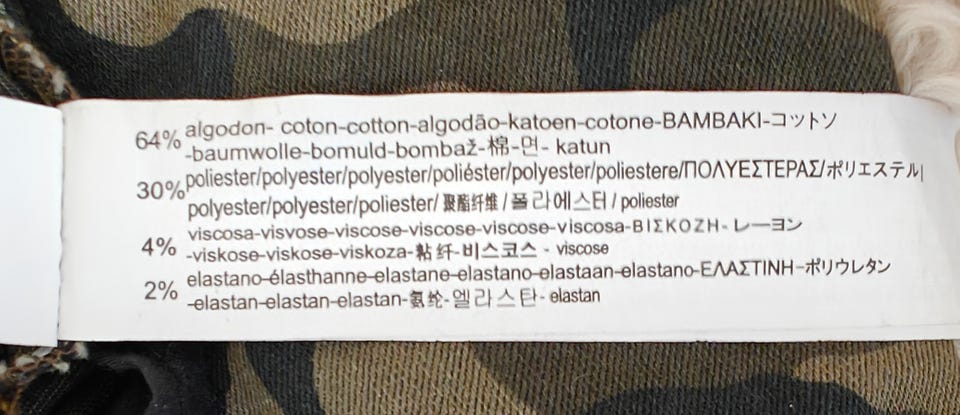 64% algodon- coton-cotton-algodão-katoen-cotone-BAMBAKI-コットソ
-baumwolle-bomuld-bombaž-棉-면- katun
30% poliester/polyester/polyester/poliéster/polyester/poliestere/ΠΟΛΥΕΣΤΕΡΑΣ/ポリエステル|
polyester/polyester/poliester/ 聚酯纤维 / 폴라에스터 / poliester
4% viscosa-visvose-viscose-viscose-viscose-viscosa-ΒΙΣΚΟΖΗ- レーヨン
-viskose-viskose-viskoza-粘纤-비스코스 - viscose
2% elastano-élasthanne-elastane-elastano-elastaan-elastano-ΕΛΑΣΤΙΝΗ-ポリウレタン
-elastan-elastan-elastan-氨纶-엘라스탄- elastan